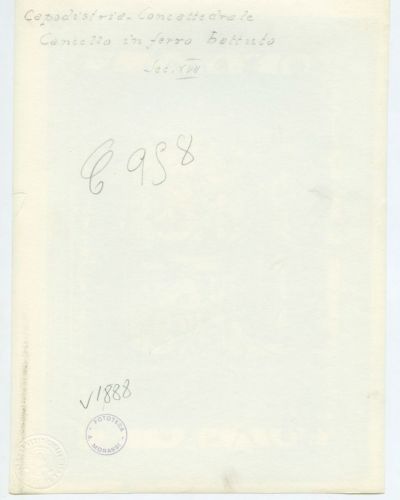 Capodistria - Concattedrale
Cancello in ferro battuto
Sec. XVII
C. 958
V1888
FOTOTECA
A. MORASSI